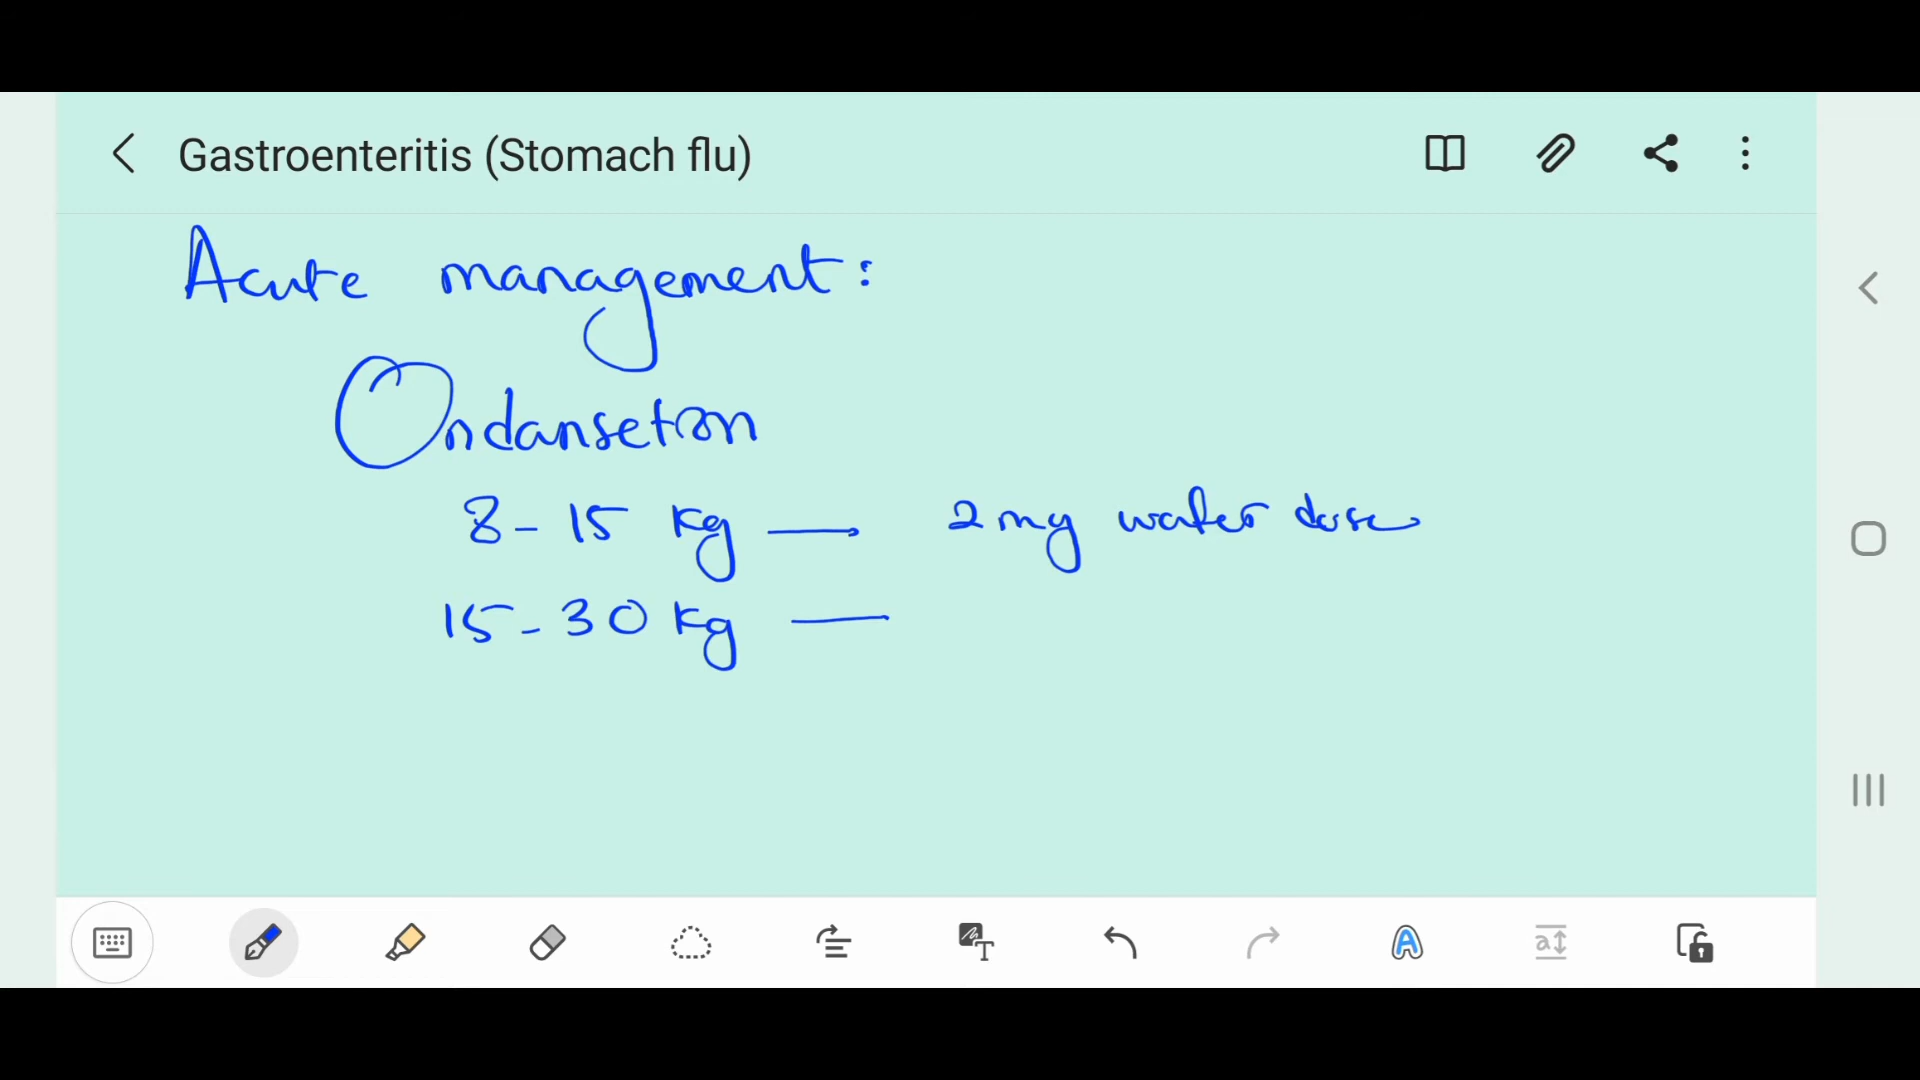 Gastroenteritis (Stomach flu)
Acute management:
Ondansetron
8 - 15 kg — 2 mg wafer dose
15 - 30 kg —